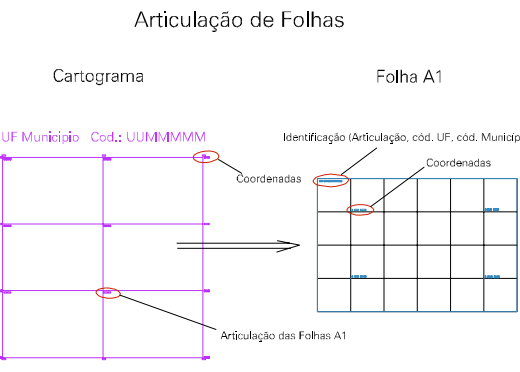 Articulação de Folhas
Cartograma
Folha A1
UF Municipio Cod.: UUMMMMM
Identificação (Articulação, cód. UF, cód. Municíp
Coordenadas
Coordenadas
Articulação das Folhas A1